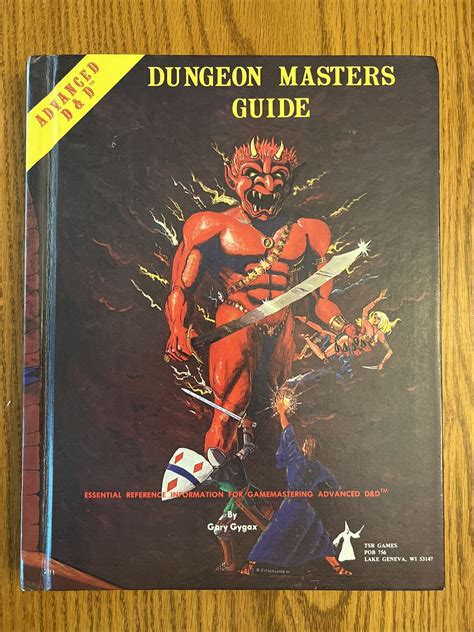 ADVANCED
D & D™
DUNGEON MASTERS
GUIDE
ESSENTIAL REFERENCE INFORMATION FOR GAMEMASTERING ADVANCED D&D™
By
Gary Gygax
TSR GAMES
POB 756
LAKE GENEVA, WI 53147